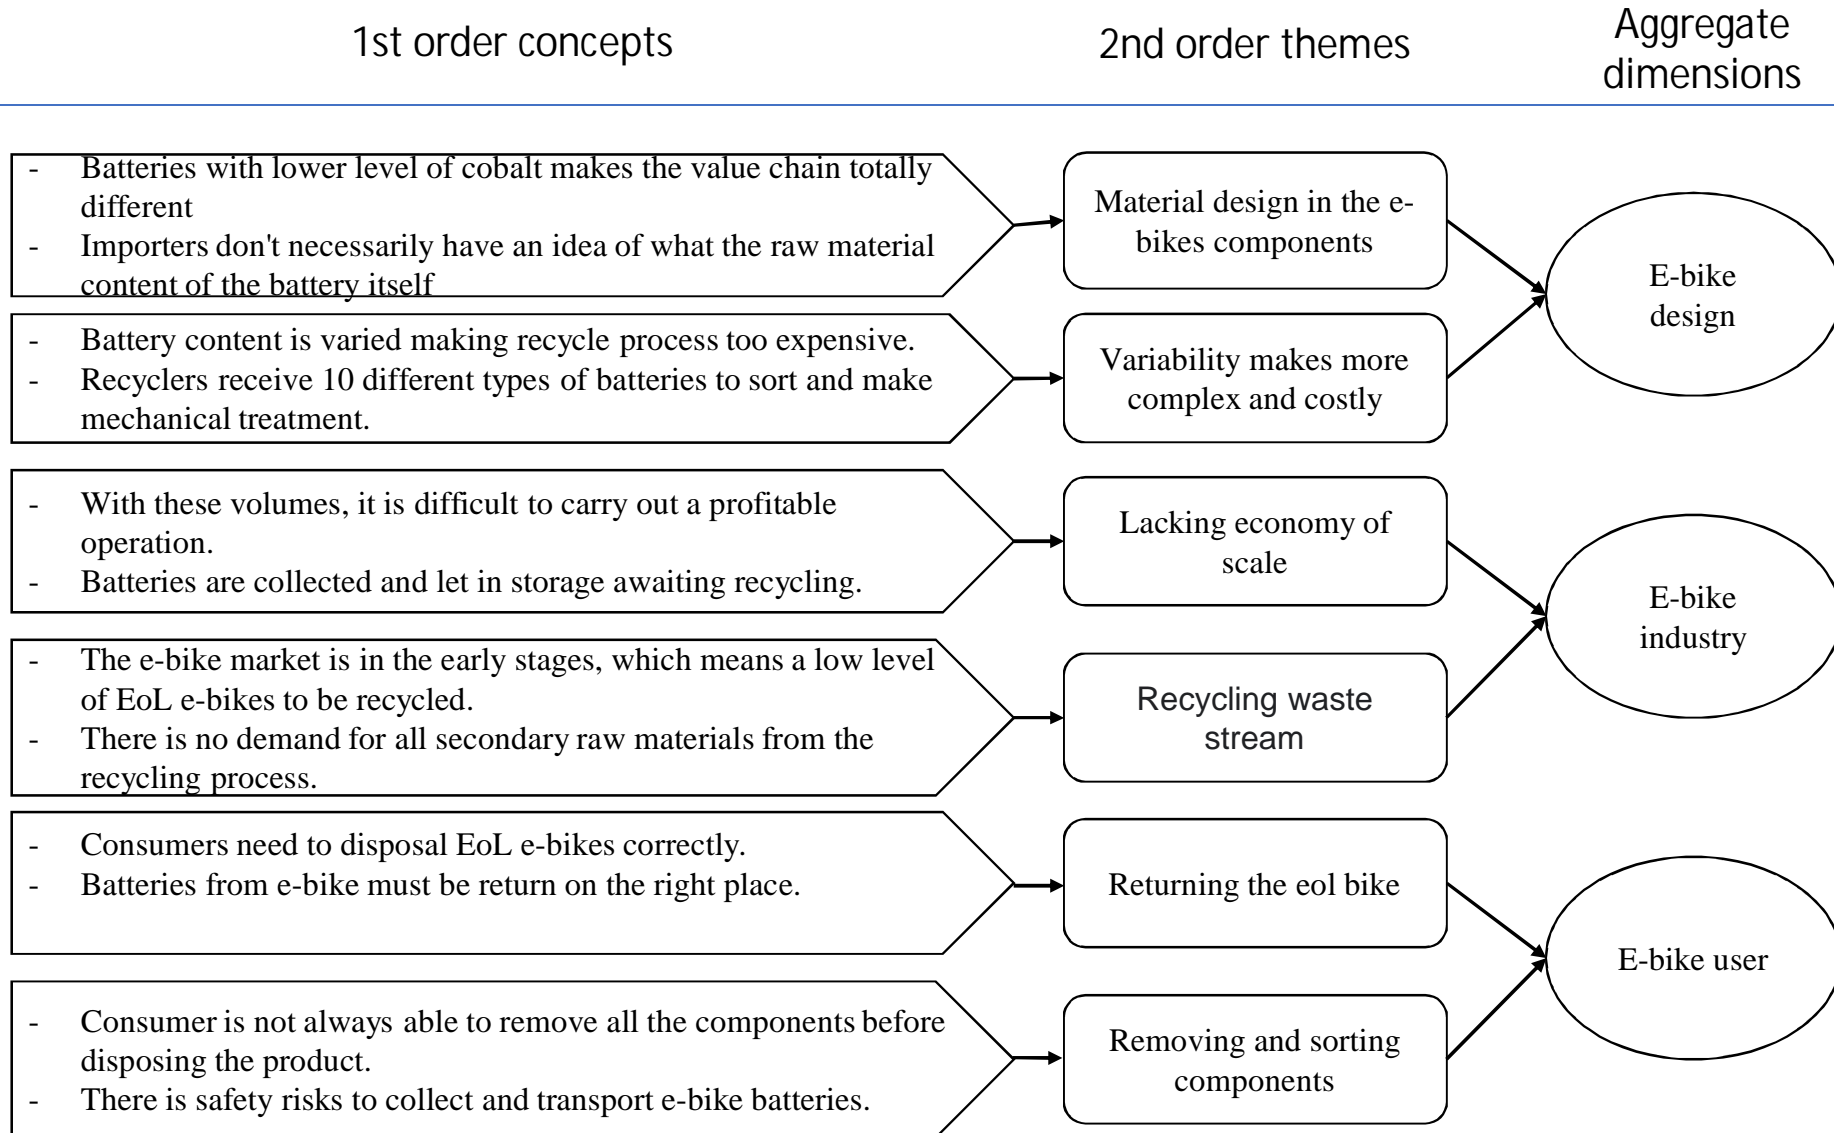 1st order concepts
2nd order themes
Aggregate
dimensions
- Batteries with lower level of cobalt makes the value chain totally
different
- Importers don't necessarily have an idea of what the raw material
content of the battery itself
Material design in the e-
bikes components
- Battery content is varied making recycle process too expensive.
- Recyclers receive 10 different types of batteries to sort and make
mechanical treatment.
Variability makes more
complex and costly
E-bike
design
- With these volumes, it is difficult to carry out a profitable
operation.
- Batteries are collected and let in storage awaiting recycling.
Lacking economy of
scale
- The e-bike market is in the early stages, which means a low level
of EoL e-bikes to be recycled.
- There is no demand for all secondary raw materials from the
recycling process.
Recycling waste
stream
E-bike
industry
- Consumers need to disposal EoL e-bikes correctly.
- Batteries from e-bike must be return on the right place.
Returning the eol bike
- Consumer is not always able to remove all the components before
disposing the product.
- There is safety risks to collect and transport e-bike batteries.
Removing and sorting
components
E-bike user